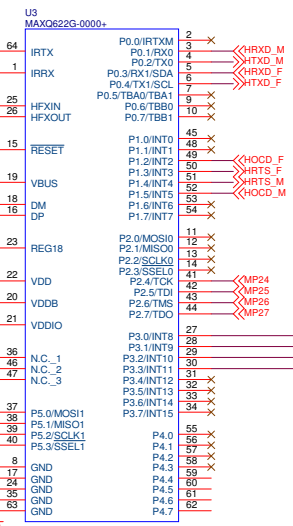 U3
MAXQ622G-0000+
64 IRTX
1 IRRX
25 HFXIN
26 HFXOUT
15 RESET
19 VBUS
18 DM
16 DP
23 REG18
22 VDD
20 VDDB
21 VDDIO
36 N.C._1
46 N.C._2
47 N.C._3
37 P5.0/MOSI1
38 P5.1/MISO1
39 P5.2/SCLK1
40 P5.3/SSEL1
8 GND
17 GND
24 GND
35 GND
63 GND
P0.0/IRTXM 2
P0.1/RX0 3 HRXD_M
P0.2/TX0 4 HTXD_M
P0.3/RX1/SDA 5 HRXD_F
P0.4/TX1/SCL 6 HTXD_F
P0.5/TBA0/TBA1 7
P0.6/TBB0 9
P0.7/TBB1 10
P1.0/INT0 45
P1.1/INT1 48
P1.2/INT2 49 HOCD_F
P1.3/INT3 50 HRTS_F
P1.4/INT4 51 HRTS_M
P1.5/INT5 52 HOCD_M
P1.6/INT6 53
P1.7/INT7 54
P2.0/MOSI0 11
P2.1/MISO0 12
P2.2/SCLK0 13
P2.3/SSEL0 14
P2.4/TCK 41 MP24
P2.5/TDI 42 MP25
P2.6/TMS 43 MP26
P2.7/TDO 44 MP27
P3.0/INT8 27
P3.1/INT9 28
P3.2/INT10 29
P3.3/INT11 30
P3.4/INT12 31
P3.5/INT13 32
P3.6/INT14 33
P3.7/INT15 34
P4.0 55
P4.1 56
P4.2 57
P4.3 58
P4.4 59
P4.5 60
P4.6 61
P4.7 62